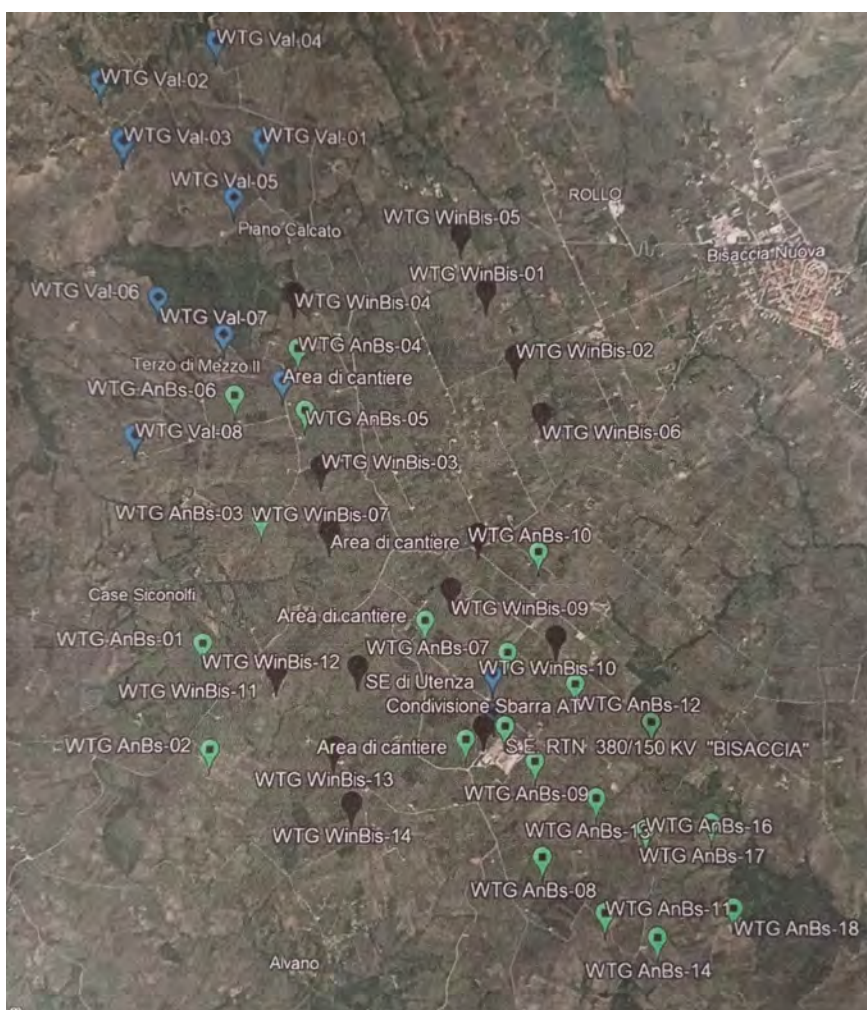 WTG Val-04
WTG Val-02
WTG Val-03
WTG Val-01
WTG Val-05
ROLLO
WTG WinBis-05
Piano Calcato
Bisaccia Nuova
WTG WinBis-01
WTG Val-06
WTG WinBis-04
WTG Val-07
WTG AnBs-04
WTG WinBis-02
Terzo di Mezzo II
Area di cantiere
WTG AnBs-06
WTG AnBs-05
WTG Val-08
WTG WinBis-06
WTG WinBis-03
WTG AnBs-03
WTG WinBis-07
Area di cantiere
WTG AnBs-10
Case Siconolfi
WTG WinBis-09
Area di cantiere
WTG AnBs-01
WTG AnBs-07
WTG WinBis-12
WTG WinBis-10
SE di Utenza
WTG WinBis-11
Condivisione Sbarra AT
WTG AnBs-12
WTG AnBs-02
Area di cantiere
S.E. RTN 380/150 KV "BISACCIA"
WTG WinBis-13
WTG AnBs-09
WTG WinBis-14
WTG AnBs-13
WTG AnBs-16
WTG AnBs-17
WTG AnBs-08
WTG AnBs-11
WTG AnBs-18
Alvano
WTG AnBs-14